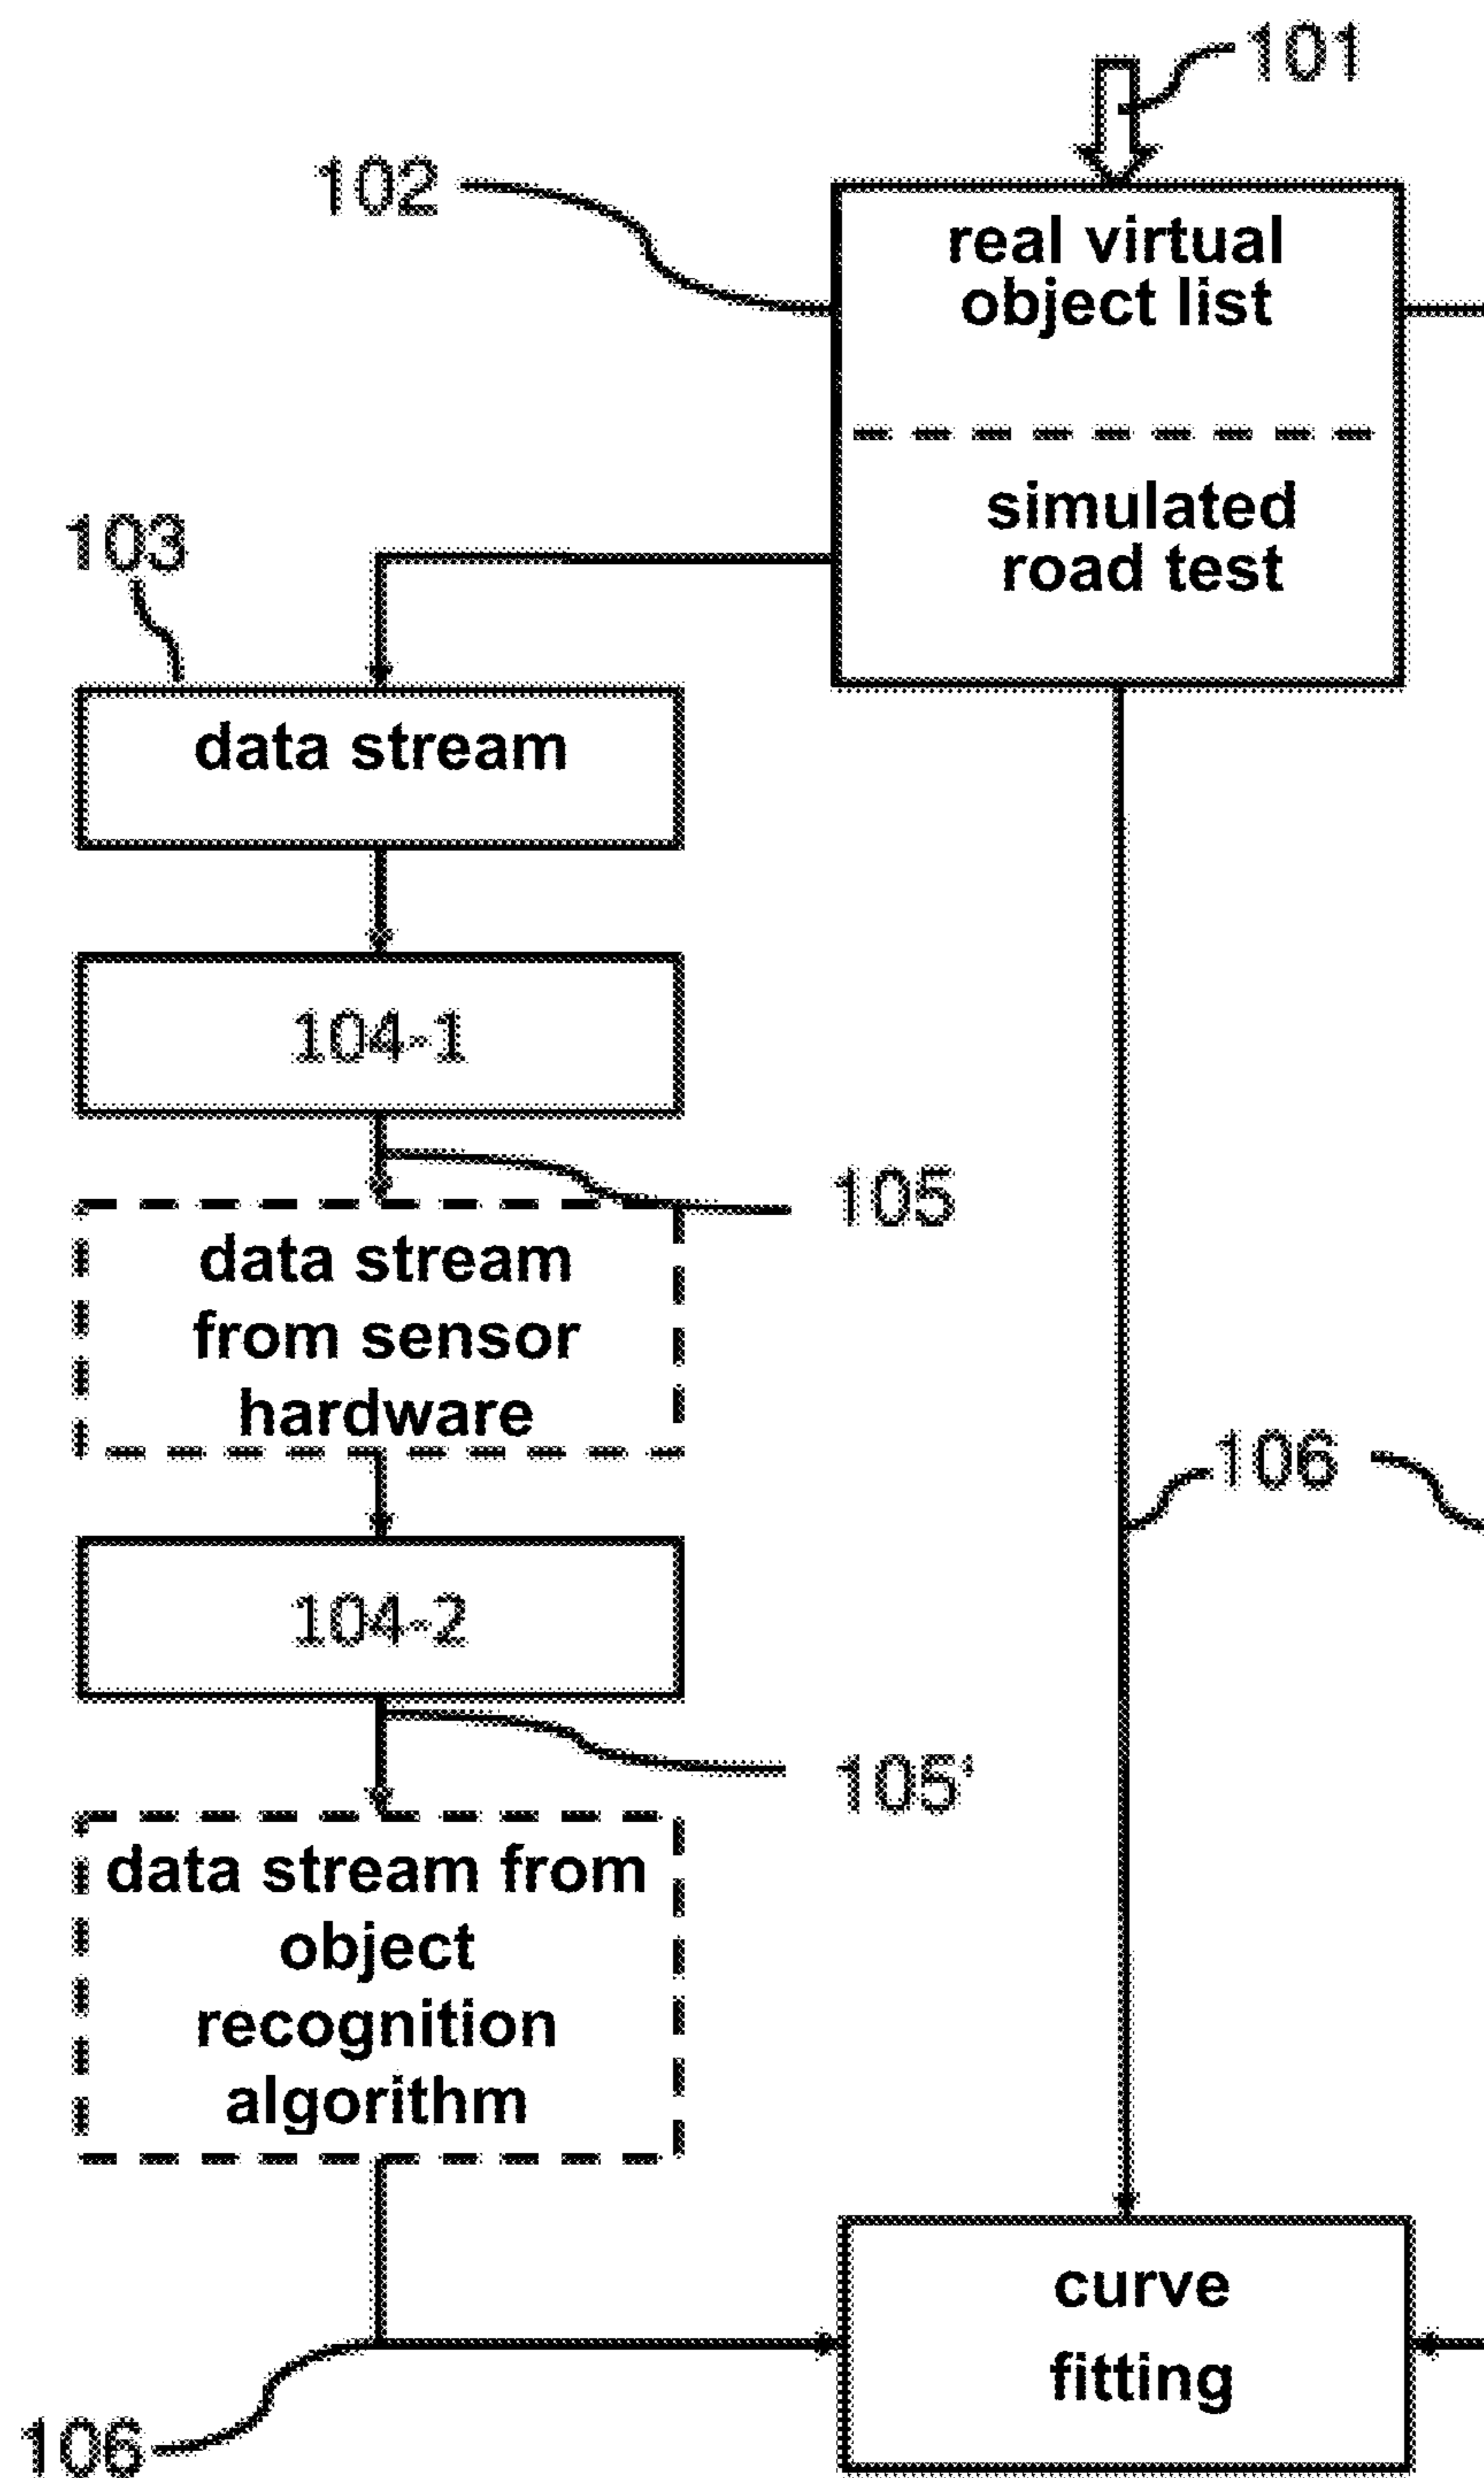 101
102
real virtual
object list
simulated
road test
103
data stream
104-1
105
data stream
from sensor
hardware
106
104-2
105'
data stream from
object
recognition
algorithm
curve
fitting
106